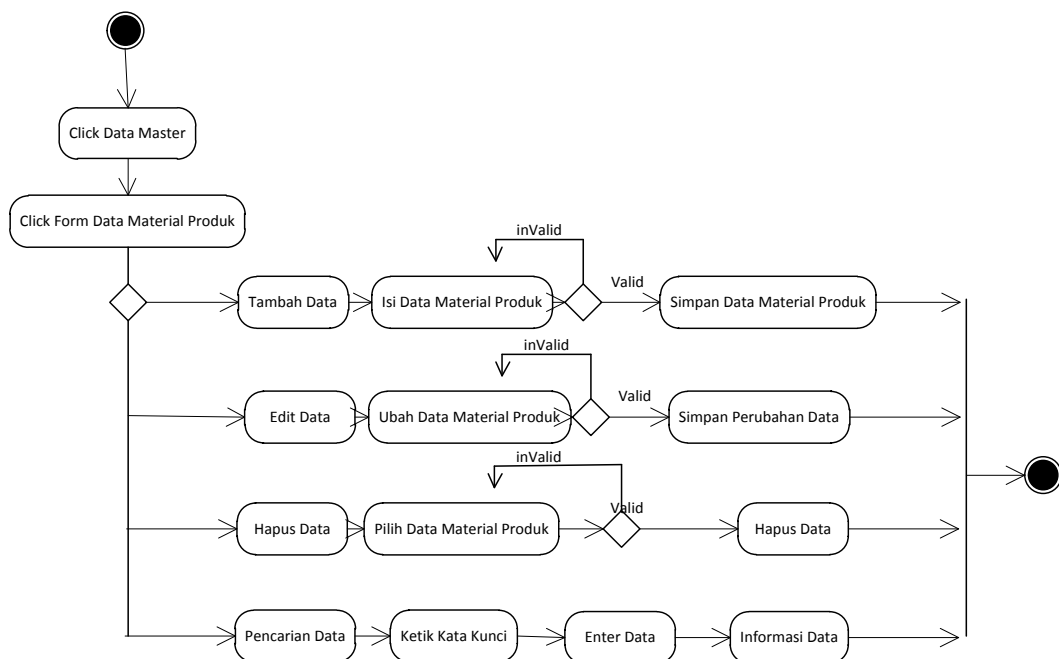 Click Data Master
Click Form Data Material Produk
inValid
Tambah Data
Isi Data Material Produk
Valid
Simpan Data Material Produk
inValid
Edit Data
Ubah Data Material Produk
Valid
Simpan Perubahan Data
inValid
Hapus Data
Pilih Data Material Produk
Valid
Hapus Data
Pencarian Data
Ketik Kata Kunci
Enter Data
Informasi Data